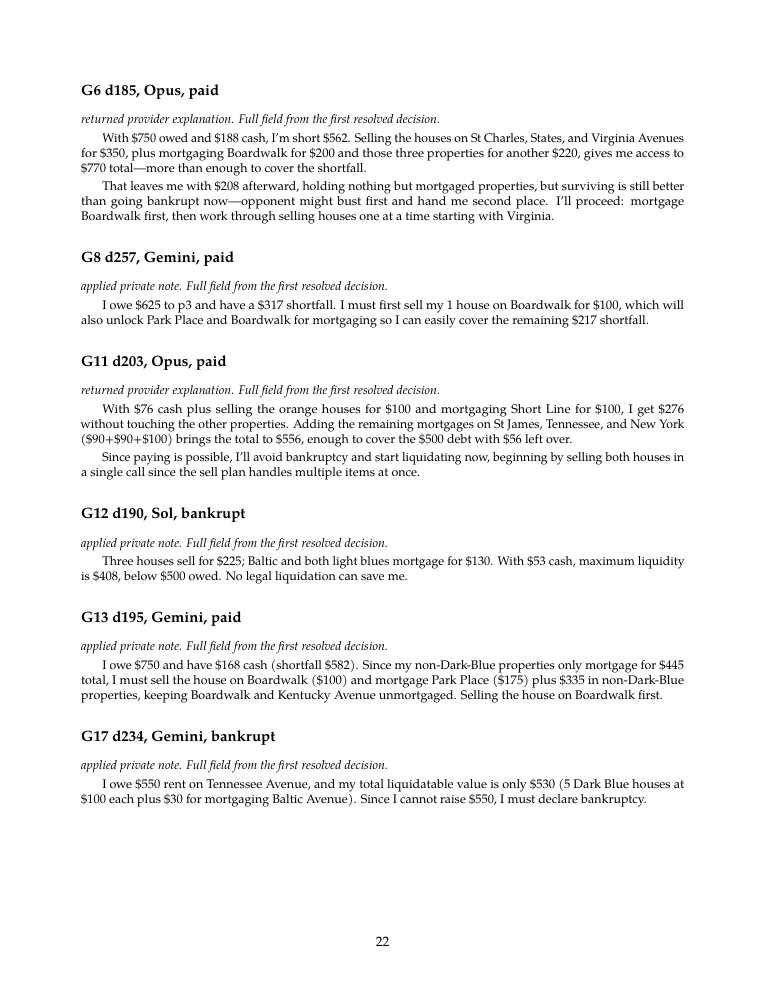 G6 d185, Opus, paid
returned provider explanation. Full field from the first resolved decision.
With $750 owed and $188 cash, I'm short $562. Selling the houses on St Charles, States, and Virginia Avenues
for $350, plus mortgaging Boardwalk for $200 and those three properties for another $220, gives me access to
$770 total—more than enough to cover the shortfall.
That leaves me with $208 afterward, holding nothing but mortgaged properties, but surviving is still better
than going bankrupt now—opponent might bust first and hand me second place. I'll proceed: mortgage
Boardwalk first, then work through selling houses one at a time starting with Virginia.
G8 d257, Gemini, paid
applied private note. Full field from the first resolved decision.
I owe $625 to p3 and have a $317 shortfall. I must first sell my 1 house on Boardwalk for $100, which will
also unlock Park Place and Boardwalk for mortgaging so I can easily cover the remaining $217 shortfall.
G11 d203, Opus, paid
returned provider explanation. Full field from the first resolved decision.
With $76 cash plus selling the orange houses for $100 and mortgaging Short Line for $100, I get $276
without touching the other properties. Adding the remaining mortgages on St James, Tennessee, and New York
($90+$90+$100) brings the total to $556, enough to cover the $500 debt with $56 left over.
Since paying is possible, I'll avoid bankruptcy and start liquidating now, beginning by selling both houses in
a single call since the sell plan handles multiple items at once.
G12 d190, Sol, bankrupt
applied private note. Full field from the first resolved decision.
Three houses sell for $225; Baltic and both light blues mortgage for $130. With $53 cash, maximum liquidity
is $408, below $500 owed. No legal liquidation can save me.
G13 d195, Gemini, paid
applied private note. Full field from the first resolved decision.
I owe $750 and have $168 cash (shortfall $582). Since my non-Dark-Blue properties only mortgage for $445
total, I must sell the house on Boardwalk ($100) and mortgage Park Place ($175) plus $335 in non-Dark-Blue
properties, keeping Boardwalk and Kentucky Avenue unmortgaged. Selling the house on Boardwalk first.
G17 d234, Gemini, bankrupt
applied private note. Full field from the first resolved decision.
I owe $550 rent on Tennessee Avenue, and my total liquidatable value is only $530 (5 Dark Blue houses at
$100 each plus $30 for mortgaging Baltic Avenue). Since I cannot raise $550, I must declare bankruptcy.
22